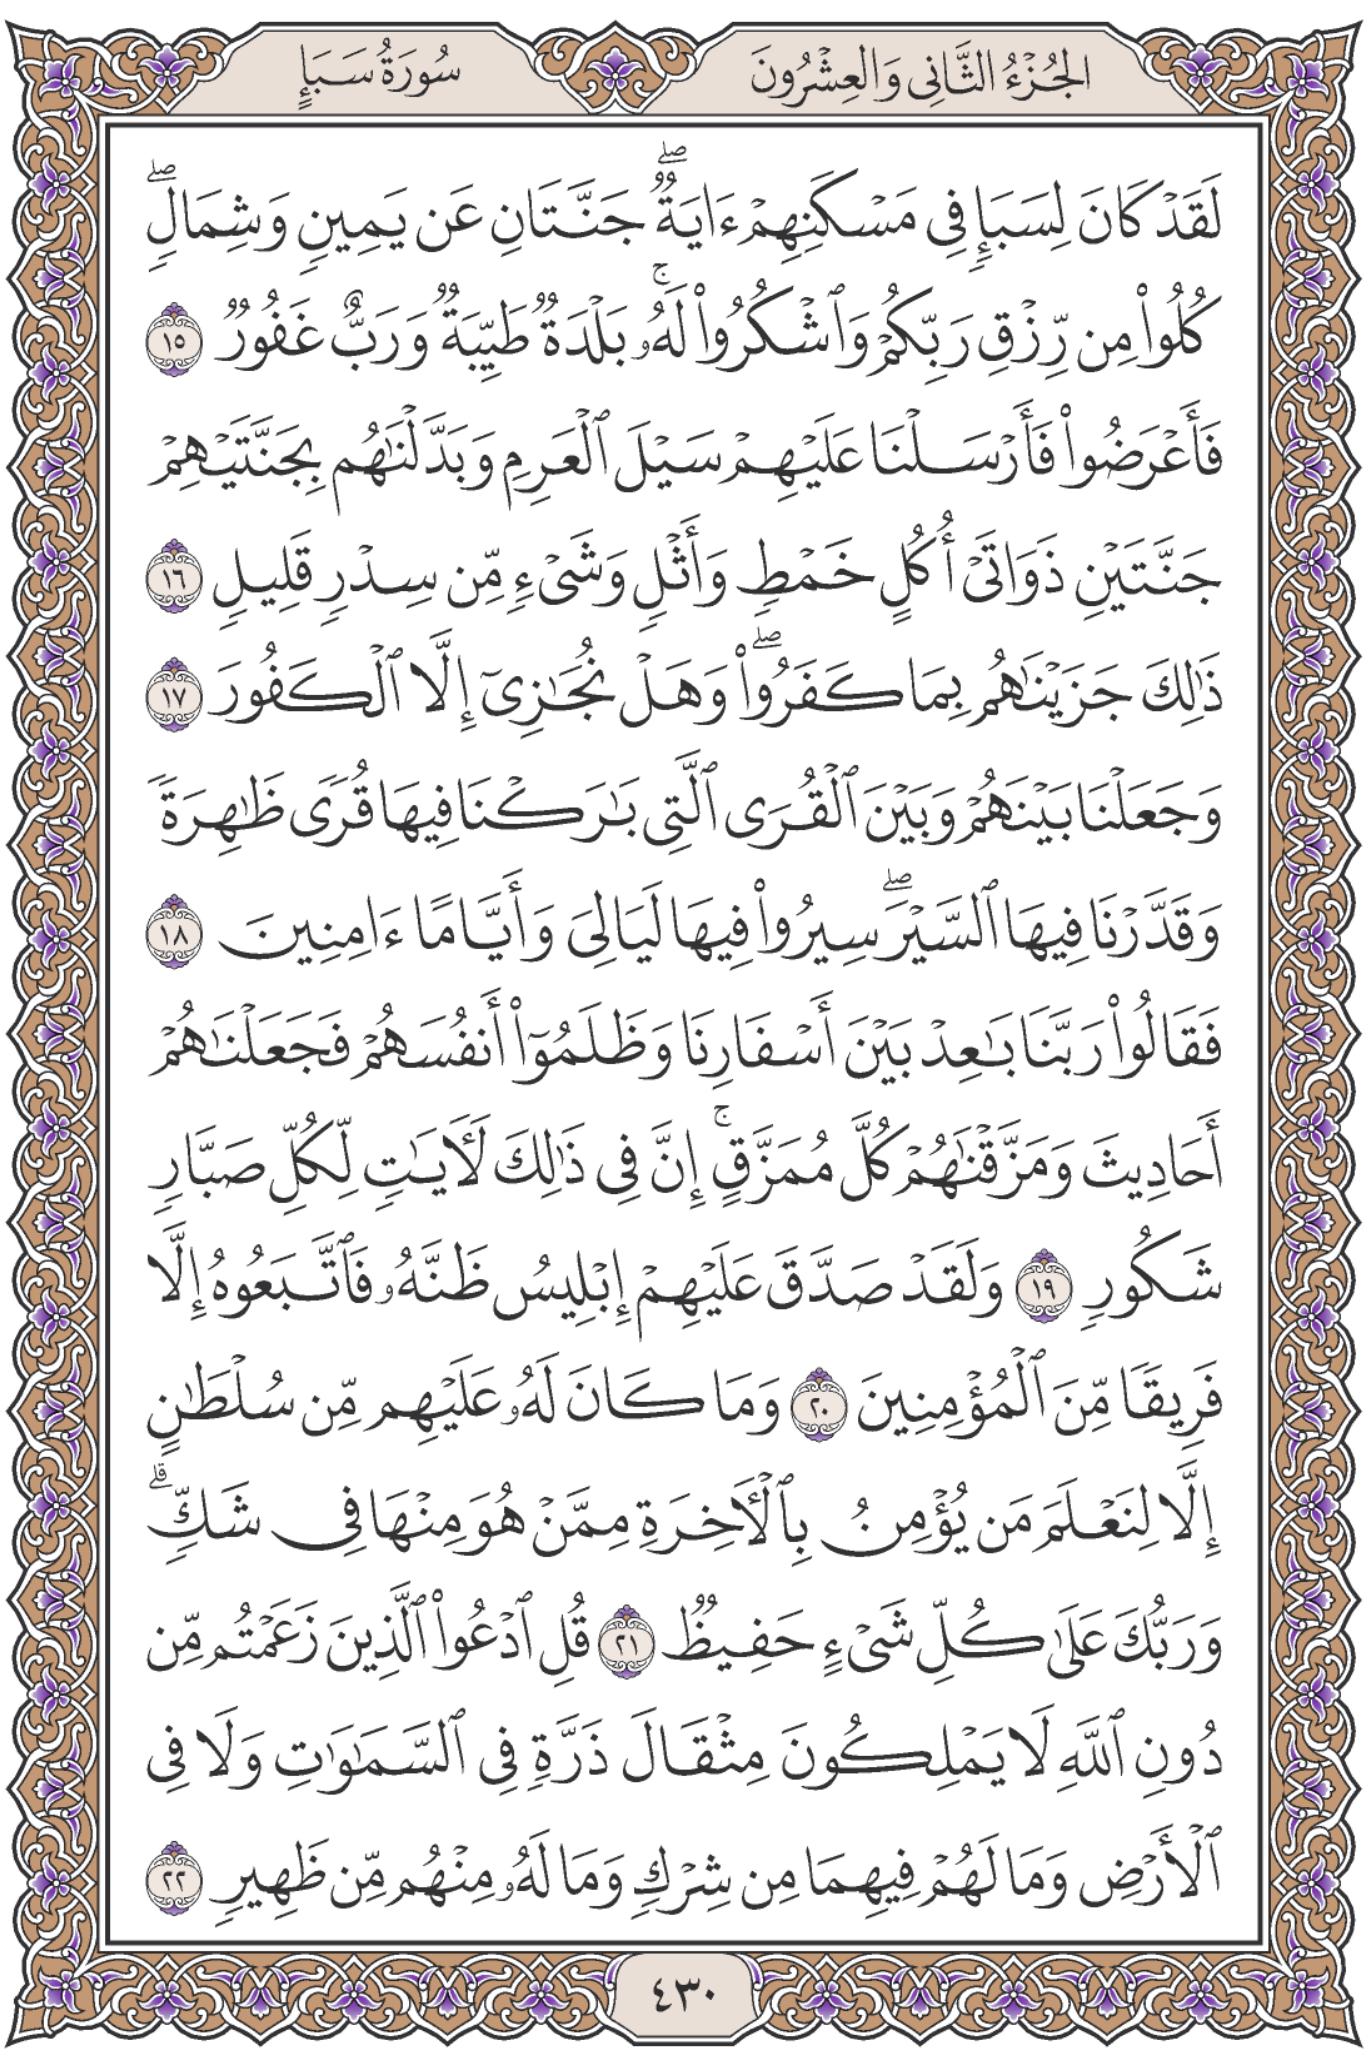 الجُزْءُ الثَّانِى وَالعِشْرُونَ
سُورَةُ سَبَإٍ
لَقَدْ كَانَ لِسَبَإٖ فِى مَسْكَنِهِمْ ءَايَةٌۖ جَنَّتَانِ عَن يَمِينٖ وَشِمَالٖۖ
كُلُوا۟ مِن رِّزْقِ رَبِّكُمْ وَٱشْكُرُوا۟ لَهُۥۚ بَلْدَةٞ طَيِّبَةٞ وَرَبٌّ غَفُورٞ ١٥
فَأَعْرَضُوا۟ فَأَرْسَلْنَا عَلَيْهِمْ سَيْلَ ٱلْعَرِمِ وَبَدَّلْنَٰهُم بِجَنَّتَيْهِمْ
جَنَّتَيْنِ ذَوَاتَىْ أُكُلٍ خَمْطٖ وَأَثْلٖ وَشَىْءٖ مِّن سِدْرٖ قَلِيلٖ ١٦
ذَٰلِكَ جَزَيْنَٰهُم بِمَا كَفَرُوا۟ۖ وَهَلْ نُجَٰزِىٓ إِلَّا ٱلْكَفُورَ ١٧
وَجَعَلْنَا بَيْنَهُمْ وَبَيْنَ ٱلْقُرَى ٱلَّتِى بَٰرَكْنَا فِيهَا قُرٗى ظَٰهِرَةٗ
وَقَدَّرْنَا فِيهَا ٱلسَّيْرَۖ سِيرُوا۟ فِيهَا لَيَالِىَ وَأَيَّامًا ءَامِنِينَ ١٨
فَقَالُوا۟ رَبَّنَا بَٰعِدْ بَيْنَ أَسْفَارِنَا وَظَلَمُوٓا۟ أَنفُسَهُمْ فَجَعَلْنَٰهُمْ
أَحَادِيثَ وَمَزَّقْنَٰهُمْ كُلَّ مُمَزَّقٍۚ إِنَّ فِى ذَٰلِكَ لَأٓيَٰتٖ لِّكُلِّ صَبَّارٖ
شَكُورٖ ١٩ وَلَقَدْ صَدَّقَ عَلَيْهِمْ إِبْلِيسُ ظَنَّهُۥ فَٱتَّبَعُوهُ إِلَّا
فَرِيقٗا مِّنَ ٱلْمُؤْمِنِينَ ٢٠ وَمَا كَانَ لَهُۥ عَلَيْهِم مِّن سُلْطَٰنٍ
إِلَّا لِنَعْلَمَ مَن يُؤْمِنُ بِٱلْأٓخِرَةِ مِمَّنْ هُوَ مِنْهَا فِى شَكّٖۗ
وَرَبُّكَ عَلَىٰ كُلِّ شَىْءٍ حَفِيظٞ ٢١ قُلِ ٱدْعُوا۟ ٱلَّذِينَ زَعَمْتُم مِّن
دُونِ ٱللَّهِ لَا يَمْلِكُونَ مِثْقَالَ ذَرَّةٖ فِى ٱلسَّمَٰوَٰتِ وَلَا فِى
ٱلْأَرْضِ وَمَا لَهُمْ فِيهِمَا مِن شِرْكٖ وَمَا لَهُۥ مِنْهُم مِّن ظَهِيرٖ ٢٢
٤٣٠